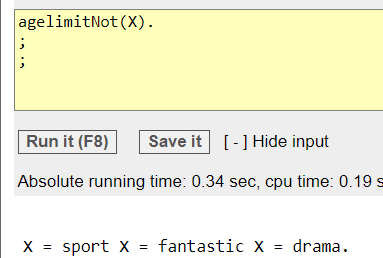 agelimitNot(X).
;
;
Run it (F8) Save it [ - ] Hide input
Absolute running time: 0.34 sec, cpu time: 0.19 s
X = sport X = fantastic X = drama.